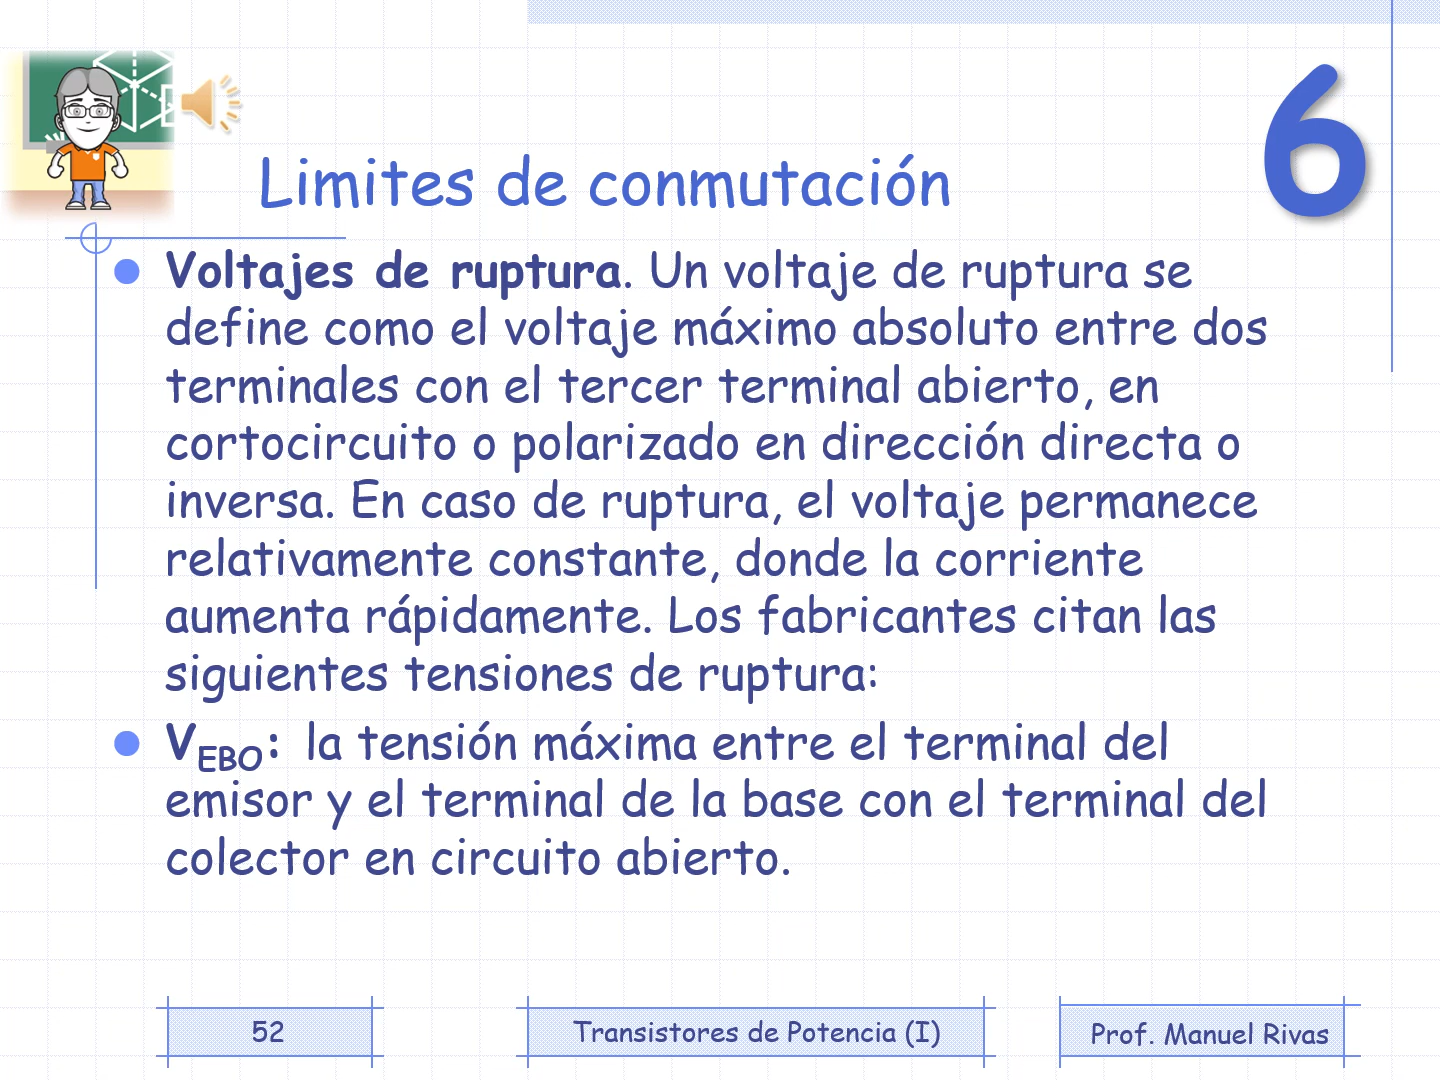 6
Limites de conmutación
Voltajes de ruptura. Un voltaje de ruptura se
define como el voltaje máximo absoluto entre dos
terminales con el tercer terminal abierto, en
cortocircuito o polarizado en dirección directa o
inversa. En caso de ruptura, el voltaje permanece
relativamente constante, donde la corriente
aumenta rápidamente. Los fabricantes citan las
siguientes tensiones de ruptura:
VEBO: la tensión máxima entre el terminal del
emisor y el terminal de la base con el terminal del
colector en circuito abierto.
52
Transistores de Potencia (I)
Prof. Manuel Rivas